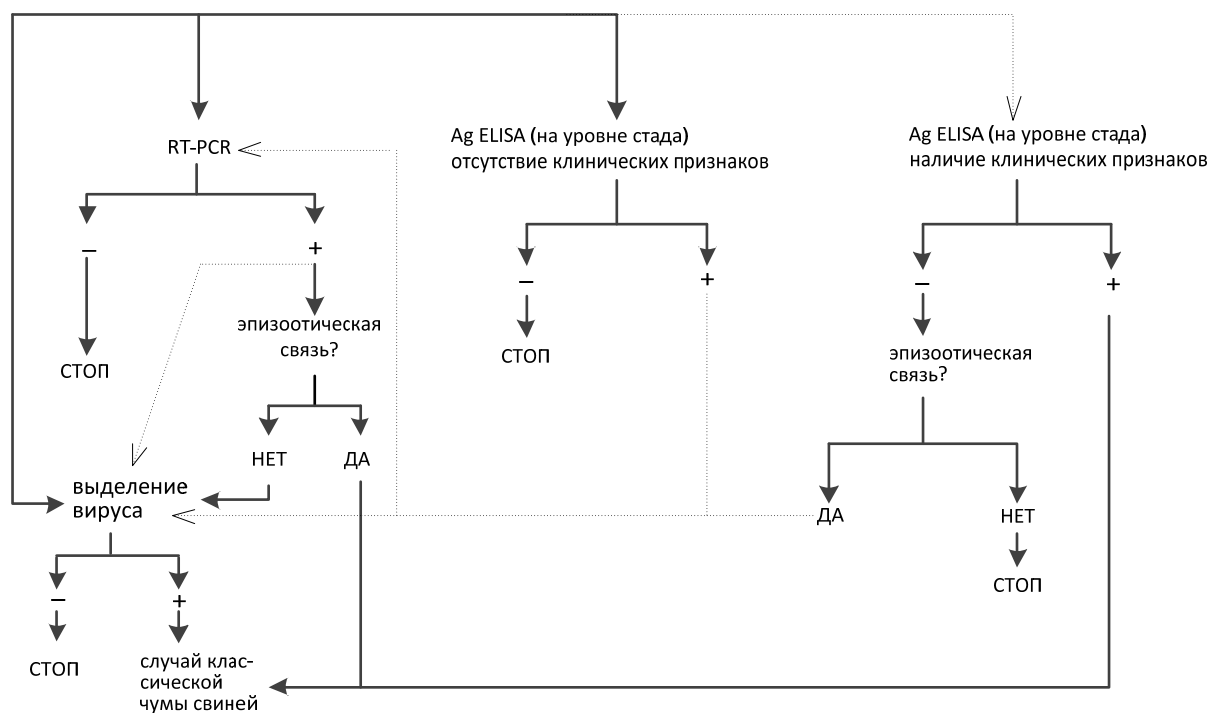 RT-PCR
Ag ELISA (на уровне стада)
отсутствие клинических признаков
Ag ELISA (на уровне стада)
наличие клинических признаков
–
+
–
+
–
+
эпизоотическая
связь?
СТОП
СТОП
эпизоотическая
связь?
НЕТ
ДА
выделение
вируса
ДА
НЕТ
СТОП
–
+
СТОП
случай клас-
сической
чумы свиней